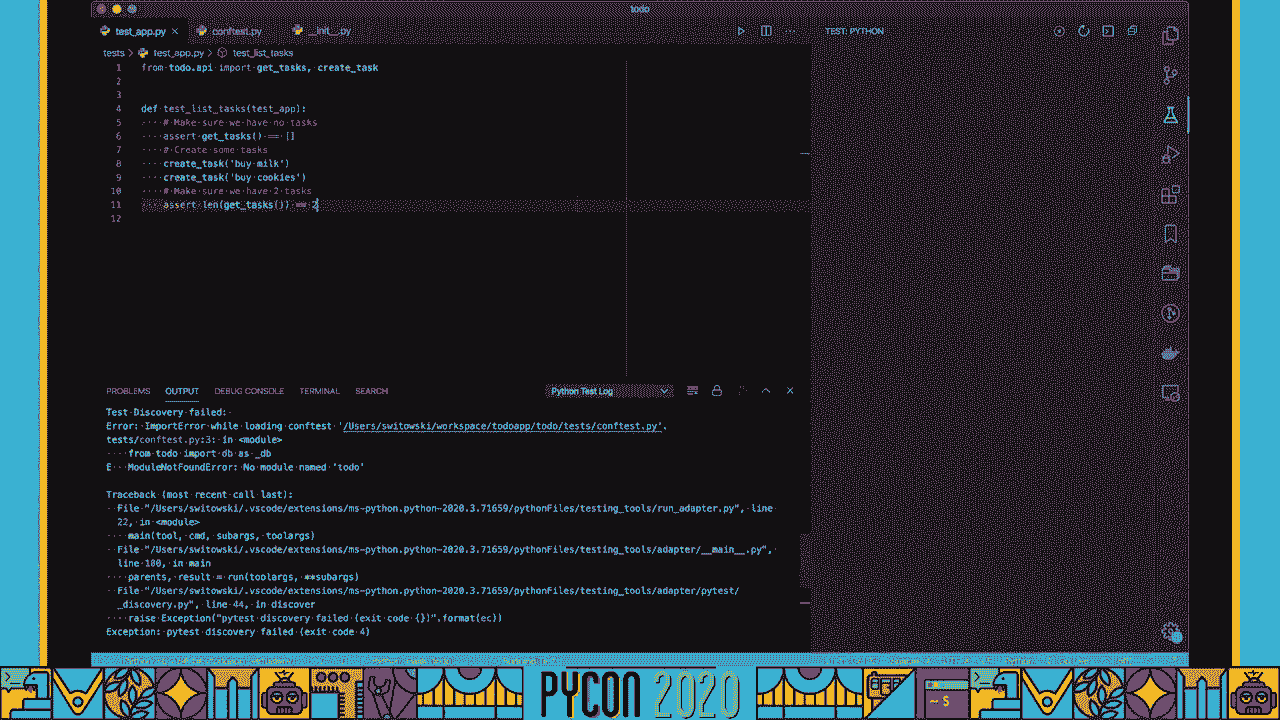 todo
test_app.py × conftest.py __init__.py
TEST: PYTHON
tests > test_app.py > test_list_tasks
1 from todo.api import get_tasks, create_task
2
3
4 def test_list_tasks(test_app):
5 # Make sure we have no tasks
6 assert get_tasks() == []
7 # Create some tasks
8 create_task('buy milk')
9 create_task('buy cookies')
10 # Make sure we have 2 tasks
11 assert len(get_tasks()) == 2
12
PROBLEMS OUTPUT DEBUG CONSOLE TERMINAL SEARCH Python Test Log
Test Discovery failed:
Error: ImportError while loading conftest '/Users/switowski/workspace/todoapp/todo/tests/conftest.py'.
tests/conftest.py:3: in <module>
from todo import db as _db
E ModuleNotFoundError: No module named 'todo'
Traceback (most recent call last):
File "/Users/switowski/.vscode/extensions/ms-python.python-2020.3.71659/pythonFiles/testing_tools/run_adapter.py", line
22, in <module>
main(tool, cmd, subargs, toolargs)
File "/Users/switowski/.vscode/extensions/ms-python.python-2020.3.71659/pythonFiles/testing_tools/adapter/__main__.py",
line 100, in main
parents, result = run(toolargs, **subargs)
File "/Users/switowski/.vscode/extensions/ms-python.python-2020.3.71659/pythonFiles/testing_tools/adapter/pytest/
_discovery.py", line 44, in discover
raise Exception("pytest discovery failed (exit code {})".format(ec))
Exception: pytest discovery failed (exit code 4)
PYCON 2020
~ $